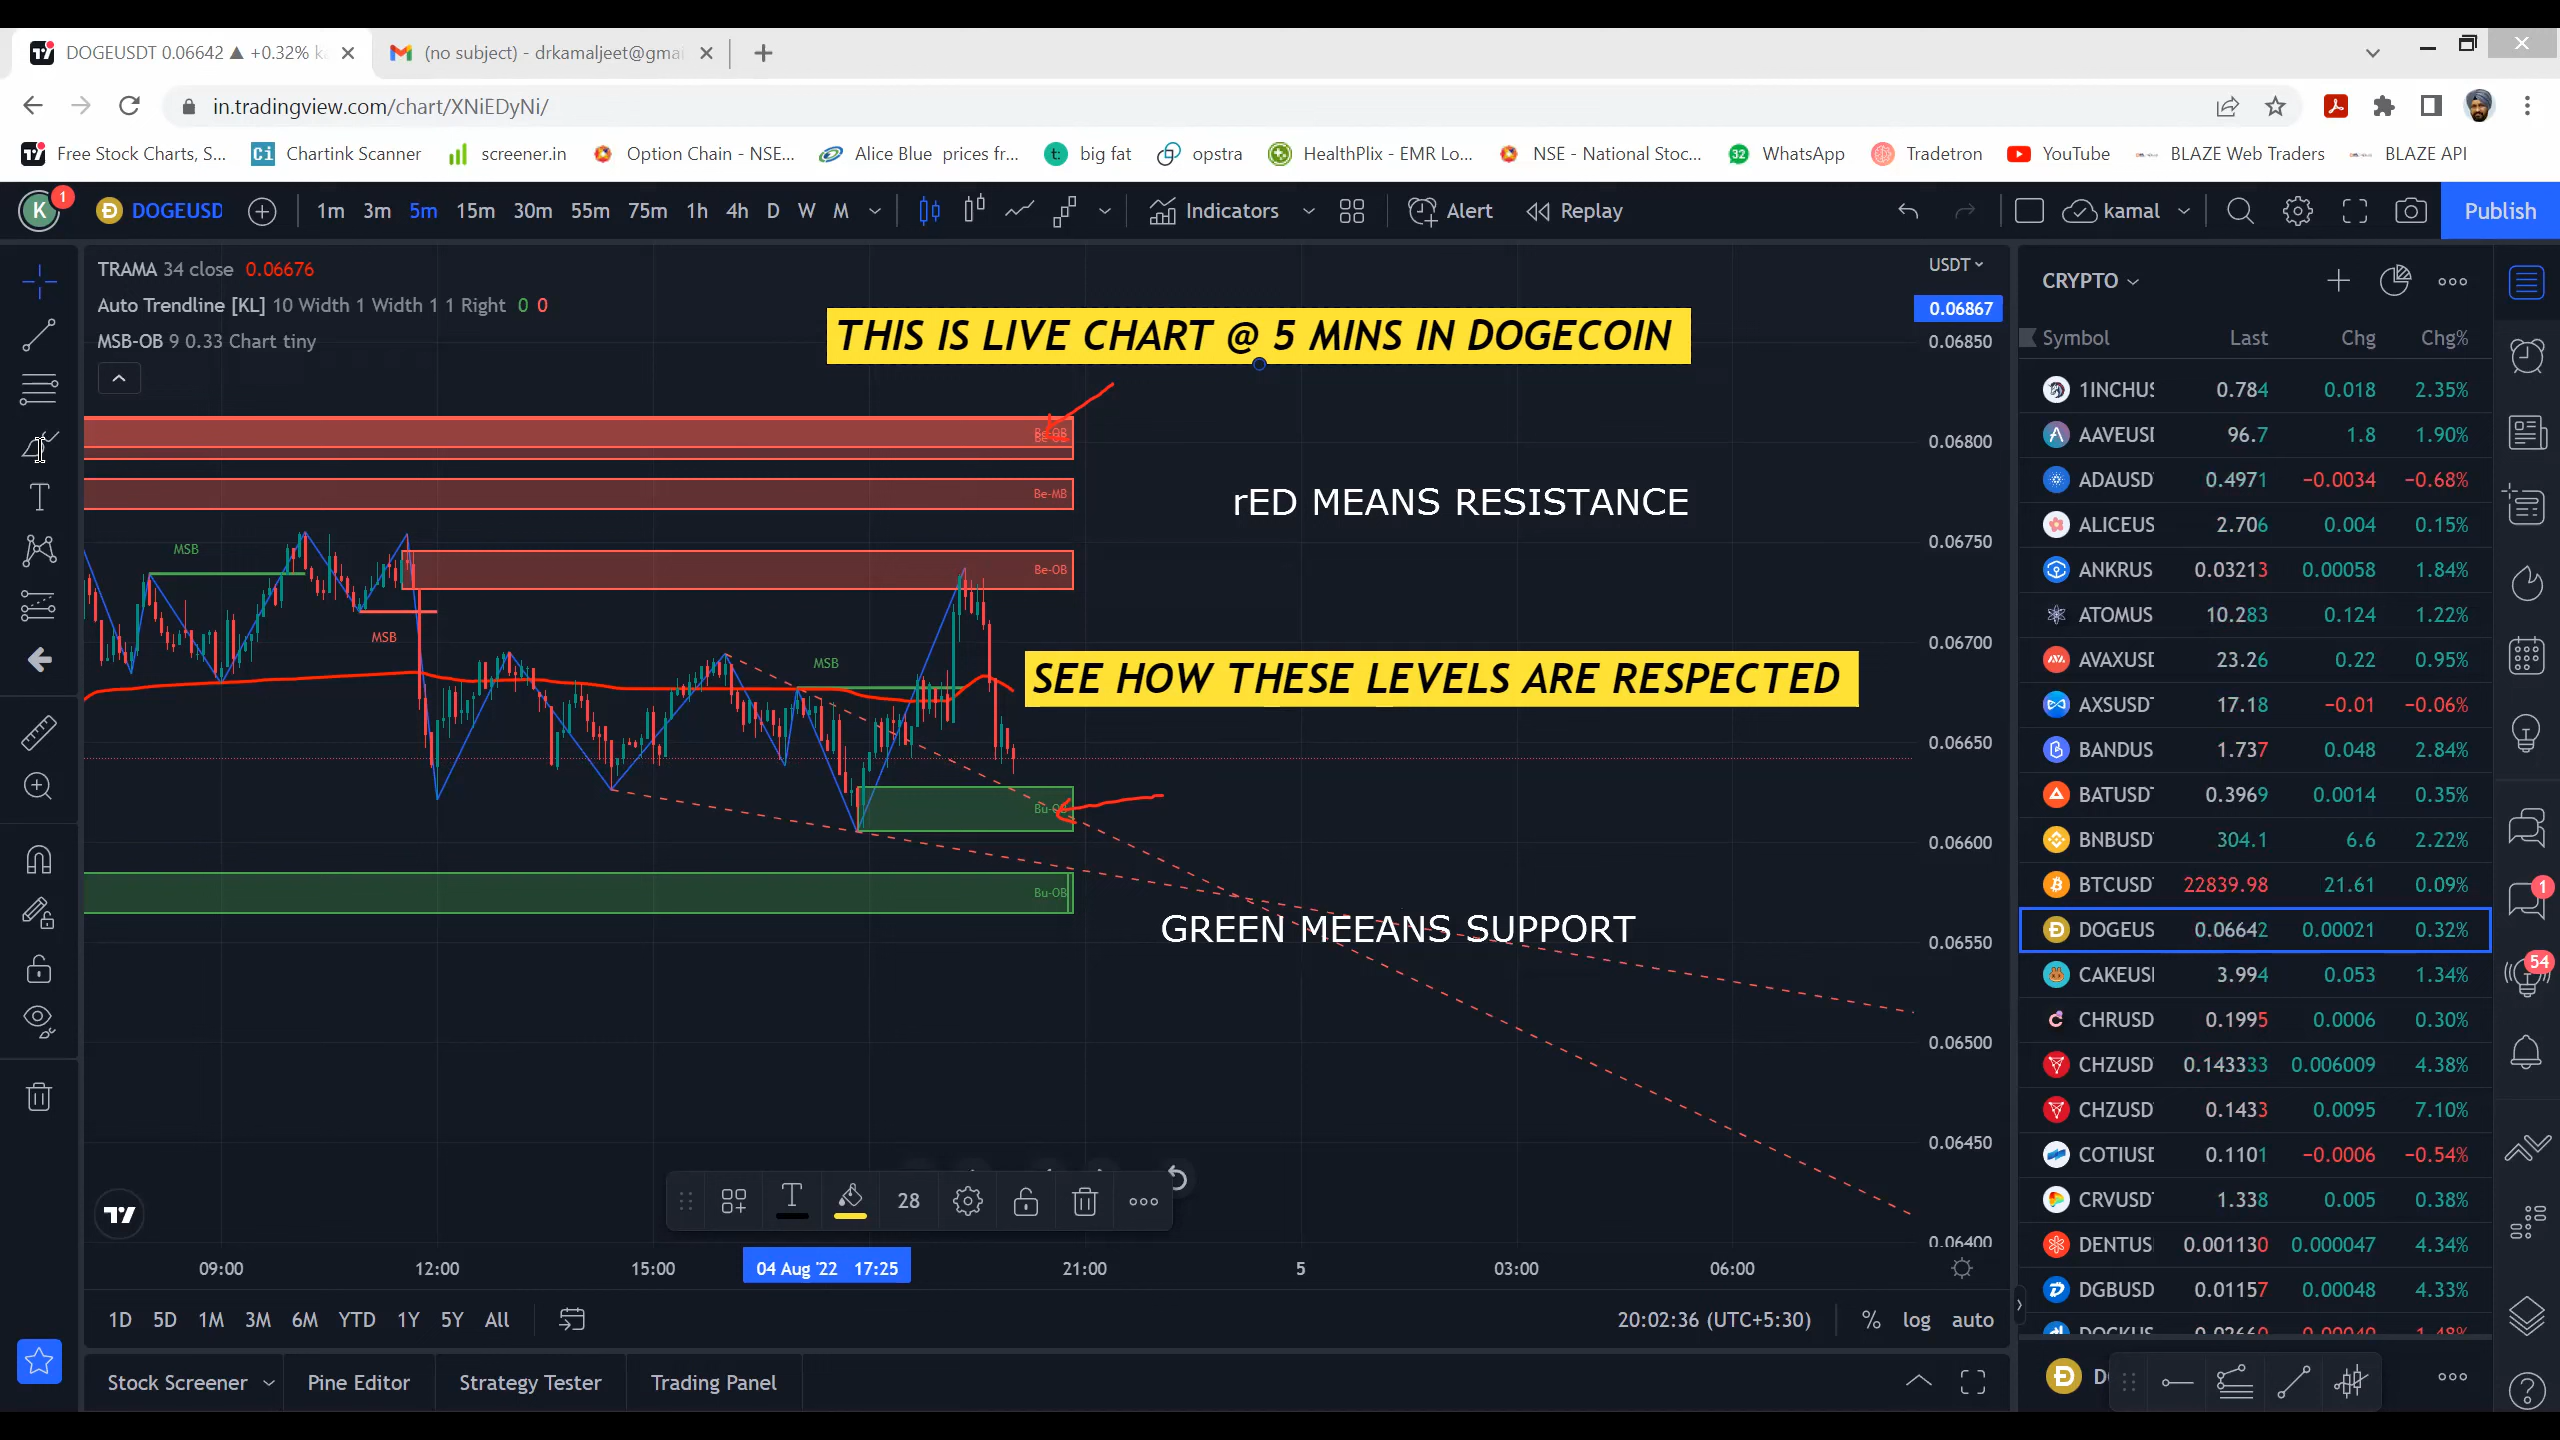 DOGEUSDT 0.06642 ▲ +0.32% k
(no subject) - drkamaljeet@gmai
in.tradingview.com/chart/XNiEDyNi/
Free Stock Charts, S... Chartink Scanner screener.in Option Chain - NSE... Alice Blue prices fr... big fat opstra HealthPlix - EMR Lo... NSE - National Stoc... 32 WhatsApp Tradetron YouTube BLAZE Web Traders BLAZE API
K 1 DOGEUSD 1m 3m 5m 15m 30m 55m 75m 1h 4h D W M Indicators Alert Replay kamal Publish
TRAMA 34 close 0.06676
Auto Trendline [KL] 10 Width 1 Width 1 1 Right 0 0
MSB-OB 9 0.33 Chart tiny
THIS IS LIVE CHART @ 5 MINS IN DOGECOIN
Be-MB
rED MEANS RESISTANCE
MSB
Be-OB
MSB
MSB
SEE HOW THESE LEVELS ARE RESPECTED
Bu-OB
GREEN MEEANS SUPPORT
USDT
0.06867
0.06850
0.06800
0.06750
0.06700
0.06650
0.06600
0.06550
0.06500
0.06450
0.06400
28
09:00 12:00 15:00 04 Aug '22 17:25 21:00 5 03:00 06:00
1D 5D 1M 3M 6M YTD 1Y 5Y All 20:02:36 (UTC+5:30) % log auto
Stock Screener Pine Editor Strategy Tester Trading Panel
CRYPTO
Symbol Last Chg Chg%
1INCHUS 0.784 0.018 2.35%
AAVEUSD 96.7 1.8 1.90%
ADAUSD 0.4971 −0.0034 −0.68%
ALICEUS 2.706 0.004 0.15%
ANKRUS 0.03213 0.00058 1.84%
ATOMUS 10.283 0.124 1.22%
AVAXUSD 23.26 0.22 0.95%
AXSUSDT 17.18 −0.01 −0.06%
BANDUS 1.737 0.048 2.84%
BATUSDT 0.3969 0.0014 0.35%
BNBUSD 304.1 6.6 2.22%
BTCUSD 22839.98 21.61 0.09%
DOGEUS 0.06642 0.00021 0.32%
CAKEUSD 3.994 0.053 1.34%
CHRUSD 0.1995 0.0006 0.30%
CHZUSD 0.143333 0.006009 4.38%
CHZUSD 0.1433 0.0095 7.10%
COTIUSD 0.1101 −0.0006 −0.54%
CRVUSD 1.338 0.005 0.38%
DENTUS 0.001130 0.000047 4.34%
DGBUSD 0.01157 0.00048 4.33%
1
54